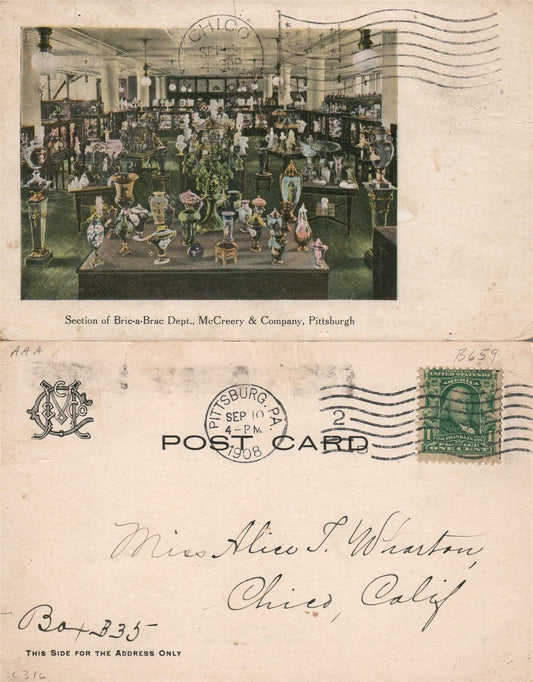 CHICO
SEP
Section of Bric-a-Brac Dept., McCreery & Company, Pittsburgh
AAA
B659
PITTSBURG, PA.
SEP 10
4-PM
1908
2
UNITED STATES OF
AMERICA
FRANKLIN
ONE CENT
POST CARD
Miss Alice T. Wharton,
Chico, Calif
Box 335
THIS SIDE FOR THE ADDRESS ONLY
L316